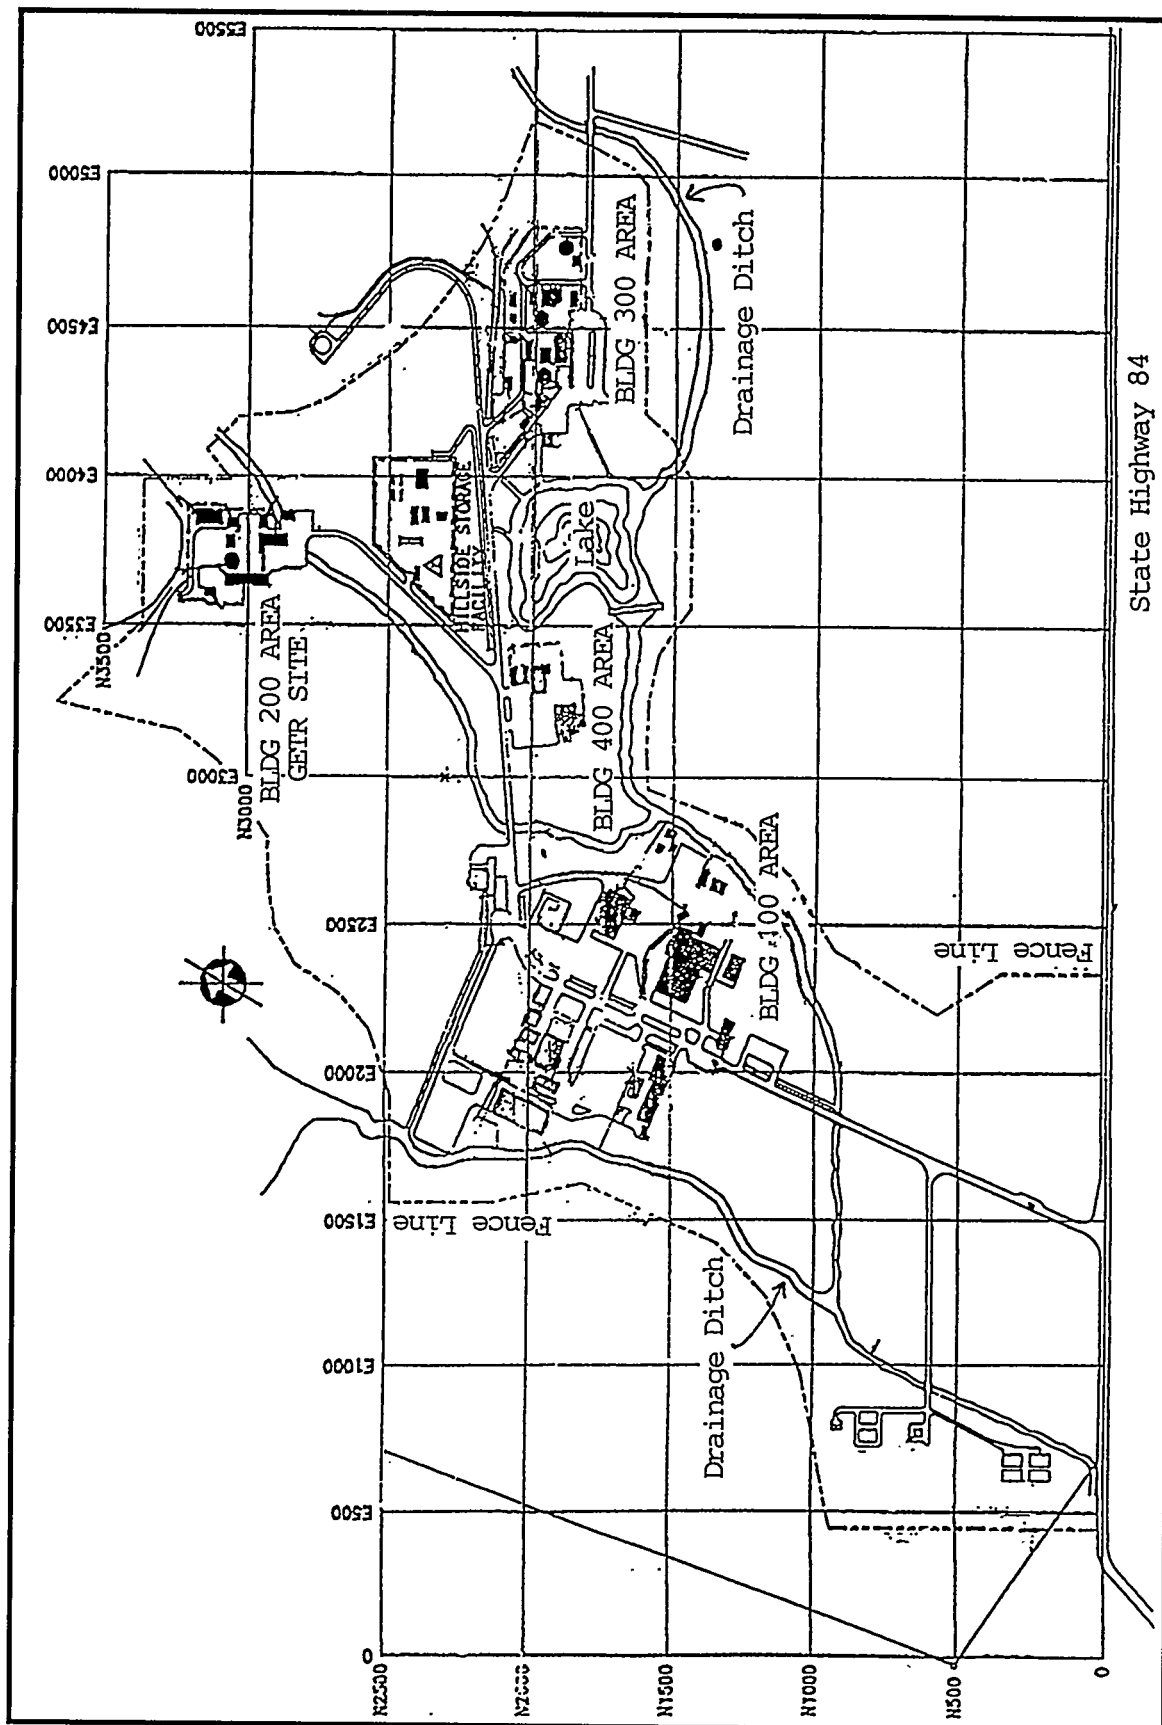 E5500
E5000
E4500
E4000
E3500
E3000
E2500
E2000
E1500
E1000
E500
0
N3500
N3000
N2500
N2000
N1500
N1000
N500
0
BLDG 200 AREA
GETR SITE
HILLSIDE STORAGE
FACILITY
BLDG 300 AREA
Drainage Ditch
Lake
BLDG 400 AREA
BLDG 100 AREA
Fence Line
Fence Line
Drainage Ditch
State Highway 84